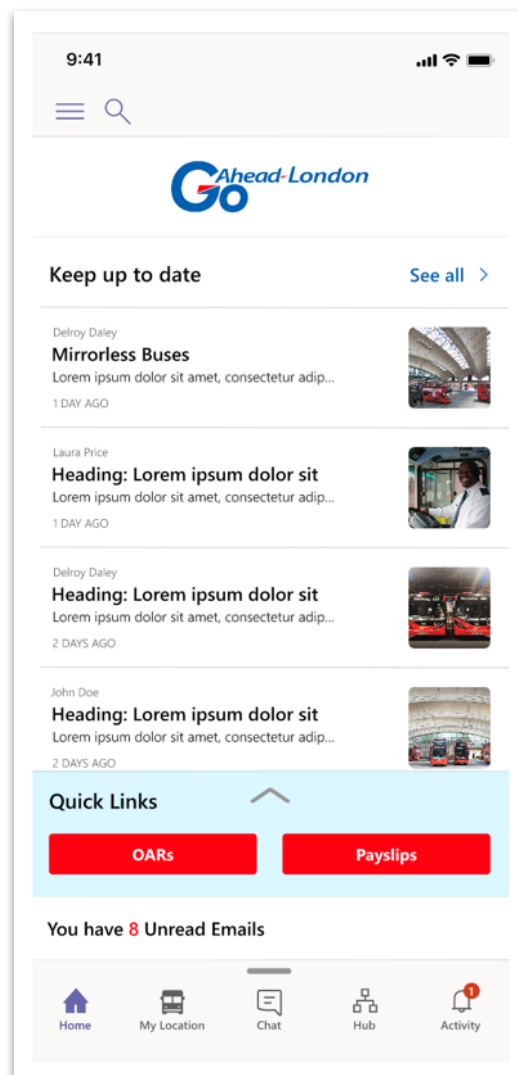 9:41
Go Ahead-London
Keep up to date
See all
Delroy Daley
Mirrorless Buses
Lorem ipsum dolor sit amet, consectetur adip...
1 DAY AGO
Laura Price
Heading: Lorem ipsum dolor sit
Lorem ipsum dolor sit amet, consectetur adip...
1 DAY AGO
Delroy Daley
Heading: Lorem ipsum dolor sit
Lorem ipsum dolor sit amet, consectetur adip...
2 DAYS AGO
John Doe
Heading: Lorem ipsum dolor sit
Lorem ipsum dolor sit amet, consectetur adip...
2 DAYS AGO
Quick Links
OARs
Payslips
You have 8 Unread Emails
1
Home
My Location
Chat
Hub
Activity